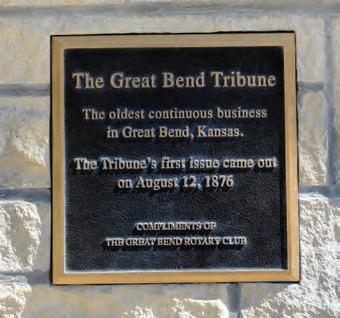 The Great Bend Tribune
The oldest continuous business
in Great Bend, Kansas.
The Tribune's first issue came out
on August 12, 1876
COMPLIMENTS OF
THE GREAT BEND ROTARY CLUB